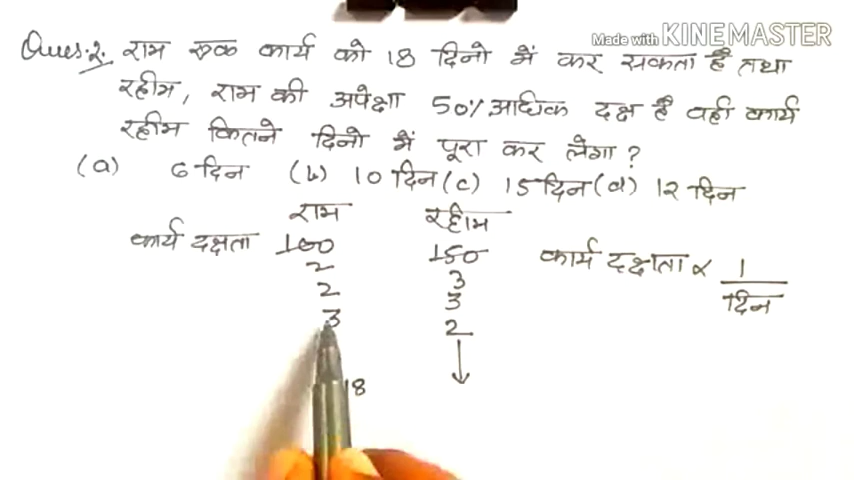 Made with KINEMASTER
Ques:2. राम एक कार्य को 18 दिनो में कर सकता है तथा
रहीम, राम की अपेक्षा 50% अधिक दक्ष है वही कार्य
रहीम कितने दिनो में पूरा कर लेगा?
(a) 6 दिन (b) 10 दिन (c) 15 दिन (d) 12 दिन
राम रहीम
कार्य दक्षता 100 150
2 3
2 3
3 2
18
कार्य दक्षता ∝ 1
दिन